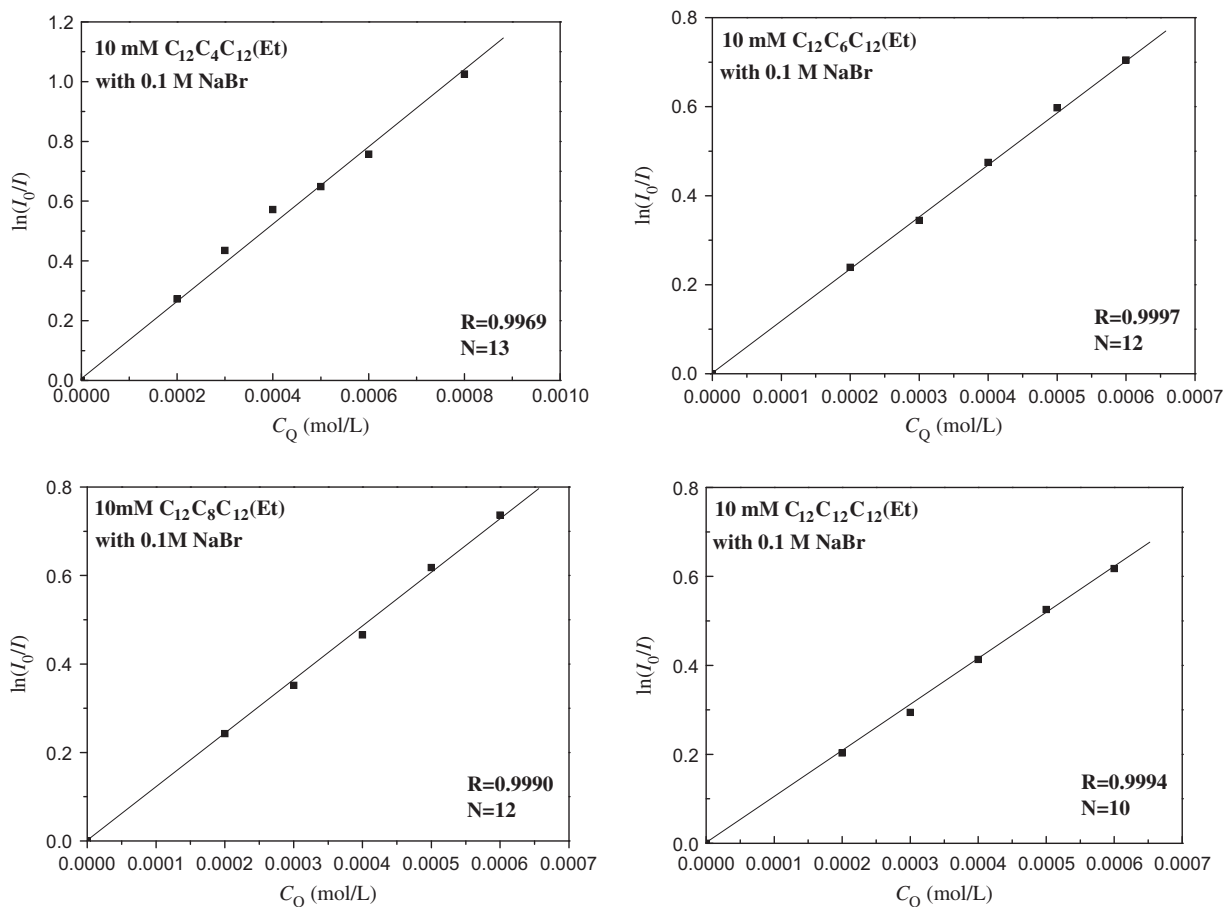 10 mM C₁₂C₄C₁₂(Et)
with 0.1 M NaBr
ln(I₀/I)
1.2
1.0
0.8
0.6
0.4
0.2
0.0
R=0.9969
N=13
0.0000 0.0002 0.0004 0.0006 0.0008 0.0010
C_Q (mol/L)
10 mM C₁₂C₆C₁₂(Et)
with 0.1 M NaBr
ln(I₀/I)
0.8
0.6
0.4
0.2
0.0
R=0.9997
N=12
0.0000 0.0001 0.0002 0.0003 0.0004 0.0005 0.0006 0.0007
C_Q (mol/L)
10mM C₁₂C₈C₁₂(Et)
with 0.1M NaBr
ln(I₀/I)
0.8
0.6
0.4
0.2
0.0
R=0.9990
N=12
0.0000 0.0001 0.0002 0.0003 0.0004 0.0005 0.0006 0.0007
C_Q (mol/L)
10 mM C₁₂C₁₂C₁₂(Et)
with 0.1 M NaBr
ln(I₀/I)
0.8
0.6
0.4
0.2
0.0
R=0.9994
N=10
0.0000 0.0001 0.0002 0.0003 0.0004 0.0005 0.0006 0.0007
C_Q (mol/L)